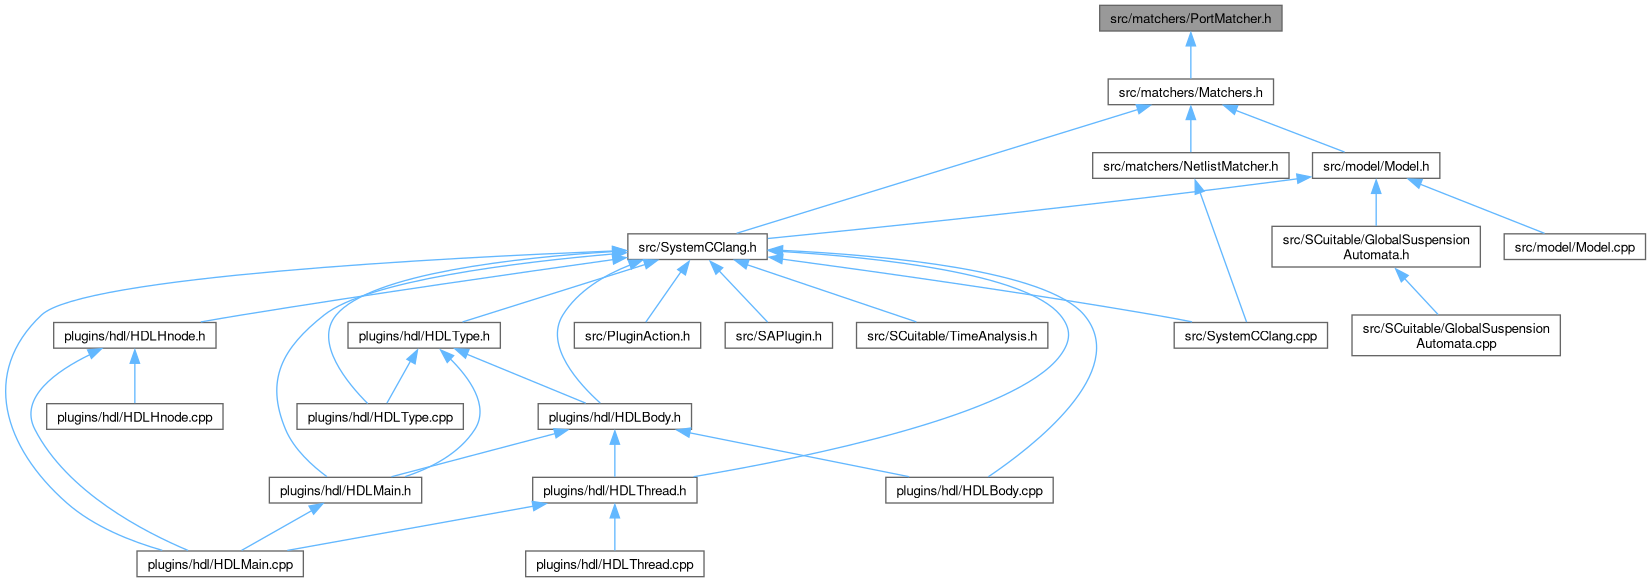 src/matchers/PortMatcher.h
src/matchers/Matchers.h
src/matchers/NetlistMatcher.h
src/model/Model.h
src/SystemCClang.h
src/SCuitable/GlobalSuspension
Automata.h
src/model/Model.cpp
plugins/hdl/HDLHnode.h
plugins/hdl/HDLType.h
src/PluginAction.h
src/SAPlugin.h
src/SCuitable/TimeAnalysis.h
src/SystemCClang.cpp
src/SCuitable/GlobalSuspension
Automata.cpp
plugins/hdl/HDLHnode.cpp
plugins/hdl/HDLType.cpp
plugins/hdl/HDLBody.h
plugins/hdl/HDLMain.h
plugins/hdl/HDLThread.h
plugins/hdl/HDLBody.cpp
plugins/hdl/HDLMain.cpp
plugins/hdl/HDLThread.cpp